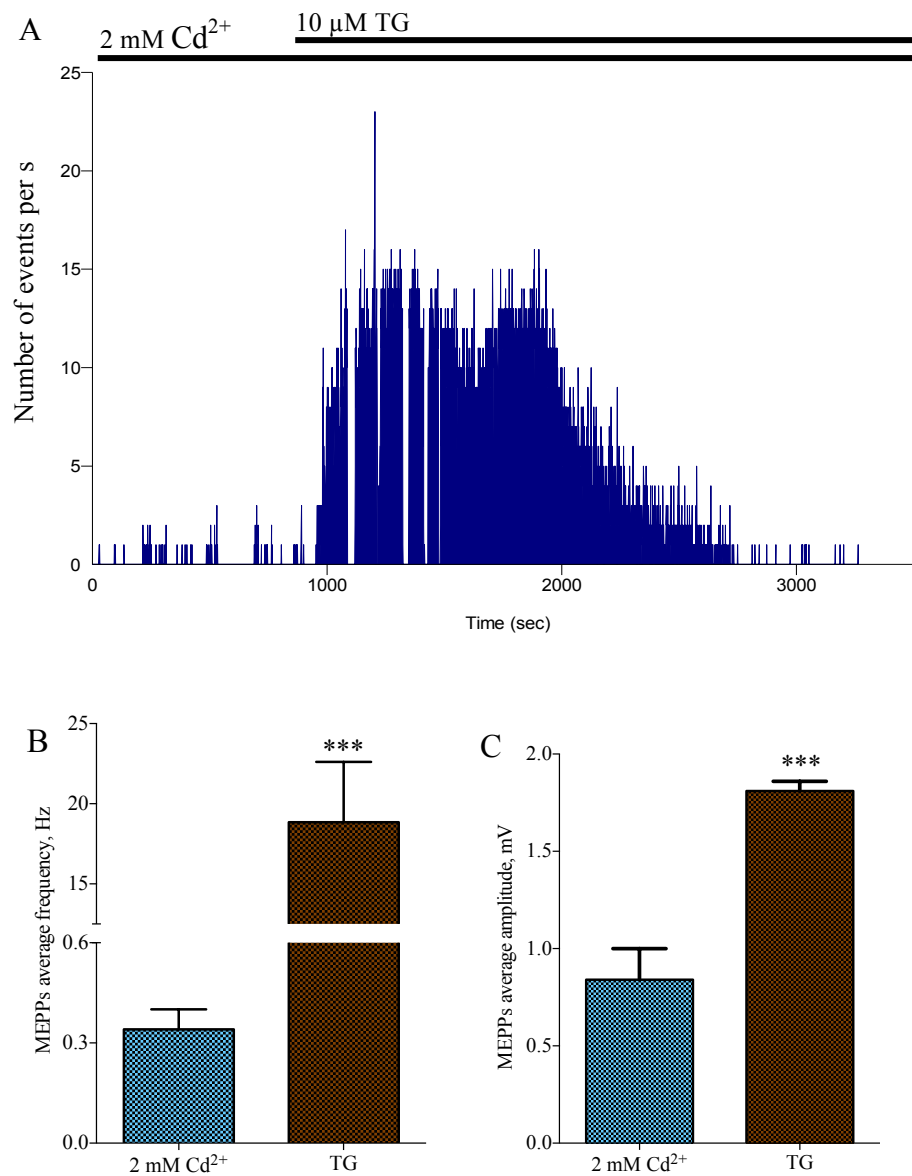 A
2 mM Cd²⁺
10 µM TG
Number of events per s
25
20
15
10
5
0
0
1000
2000
3000
Time (sec)
B
MEPPs average frequency, Hz
25
20
15
0.6
0.3
0.0
***
2 mM Cd²⁺
TG
C
MEPPs average amplitude, mV
2.0
1.5
1.0
0.5
0.0
***
2 mM Cd²⁺
TG